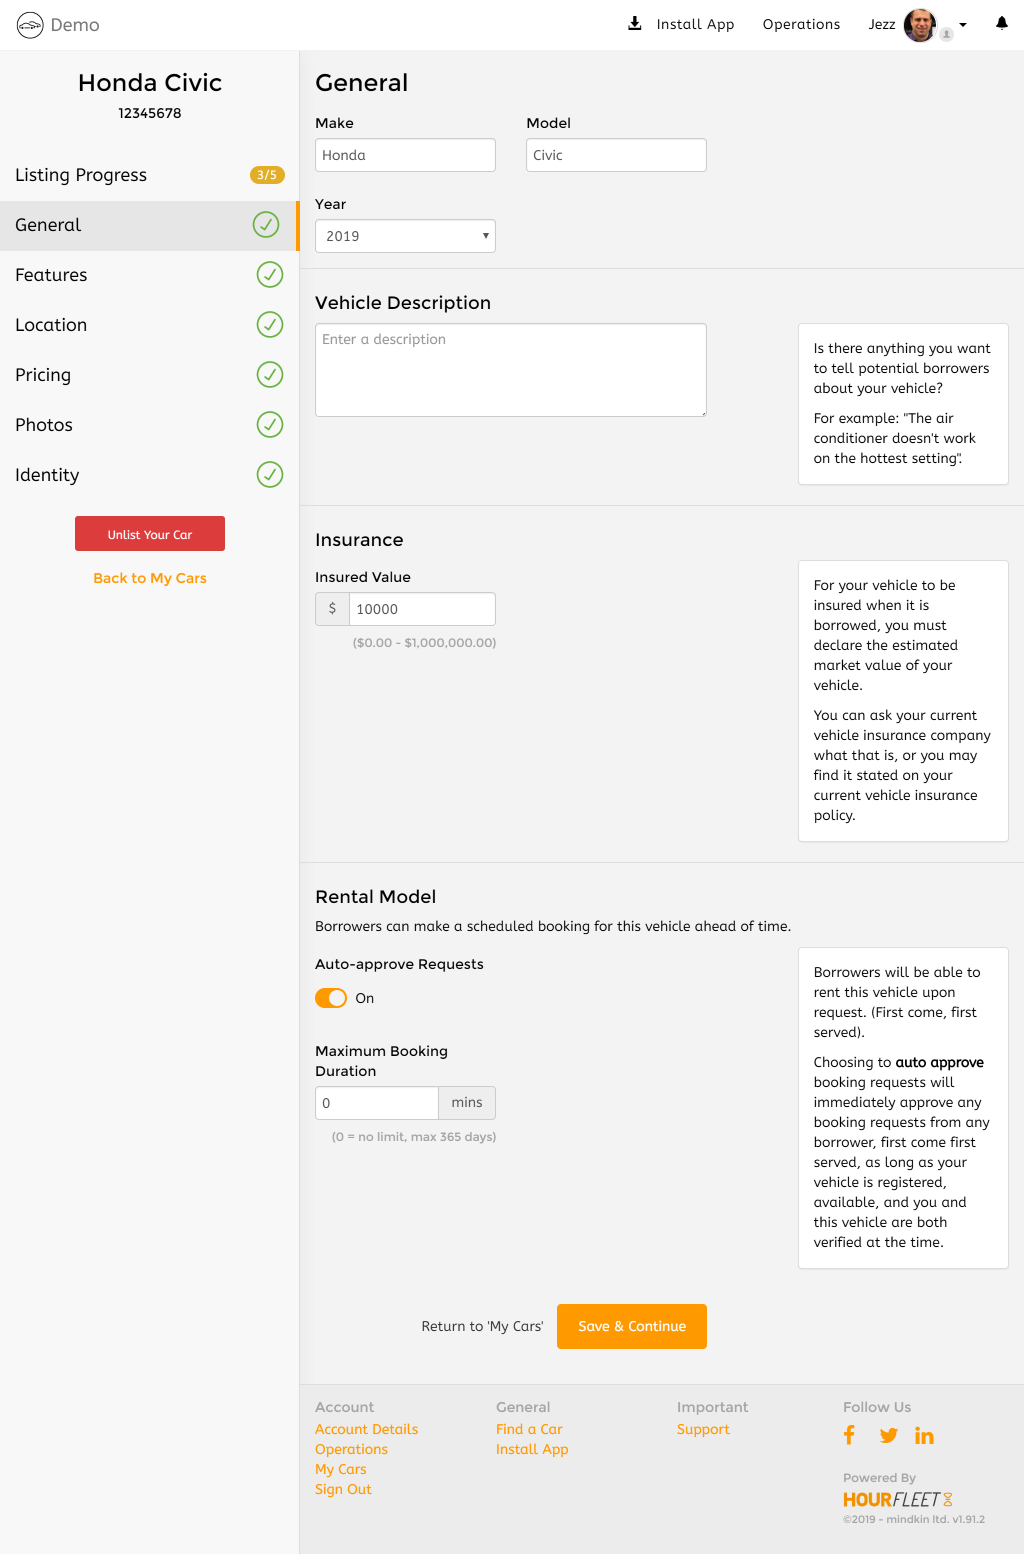 Demo
Install App
Operations
Jezz
Honda Civic
12345678
Listing Progress
3/5
General
Features
Location
Pricing
Photos
Identity
Unlist Your Car
Back to My Cars
General
Make
Model
Honda
Civic
Year
2019
Vehicle Description
Enter a description
Is there anything you want
to tell potential borrowers
about your vehicle?
For example: "The air
conditioner doesn't work
on the hottest setting".
Insurance
Insured Value
$ 10000
($0.00 - $1,000,000.00)
For your vehicle to be
insured when it is
borrowed, you must
declare the estimated
market value of your
vehicle.
You can ask your current
vehicle insurance company
what that is, or you may
find it stated on your
current vehicle insurance
policy.
Rental Model
Borrowers can make a scheduled booking for this vehicle ahead of time.
Auto-approve Requests
On
Maximum Booking
Duration
0 mins
(0 = no limit, max 365 days)
Borrowers will be able to
rent this vehicle upon
request. (First come, first
served).
Choosing to auto approve
booking requests will
immediately approve any
booking requests from any
borrower, first come first
served, as long as your
vehicle is registered,
available, and you and
this vehicle are both
verified at the time.
Return to 'My Cars'
Save & Continue
Account
Account Details
Operations
My Cars
Sign Out
General
Find a Car
Install App
Important
Support
Follow Us
Powered By
HOURFLEET
©2019 - mindkin ltd. v1.91.2